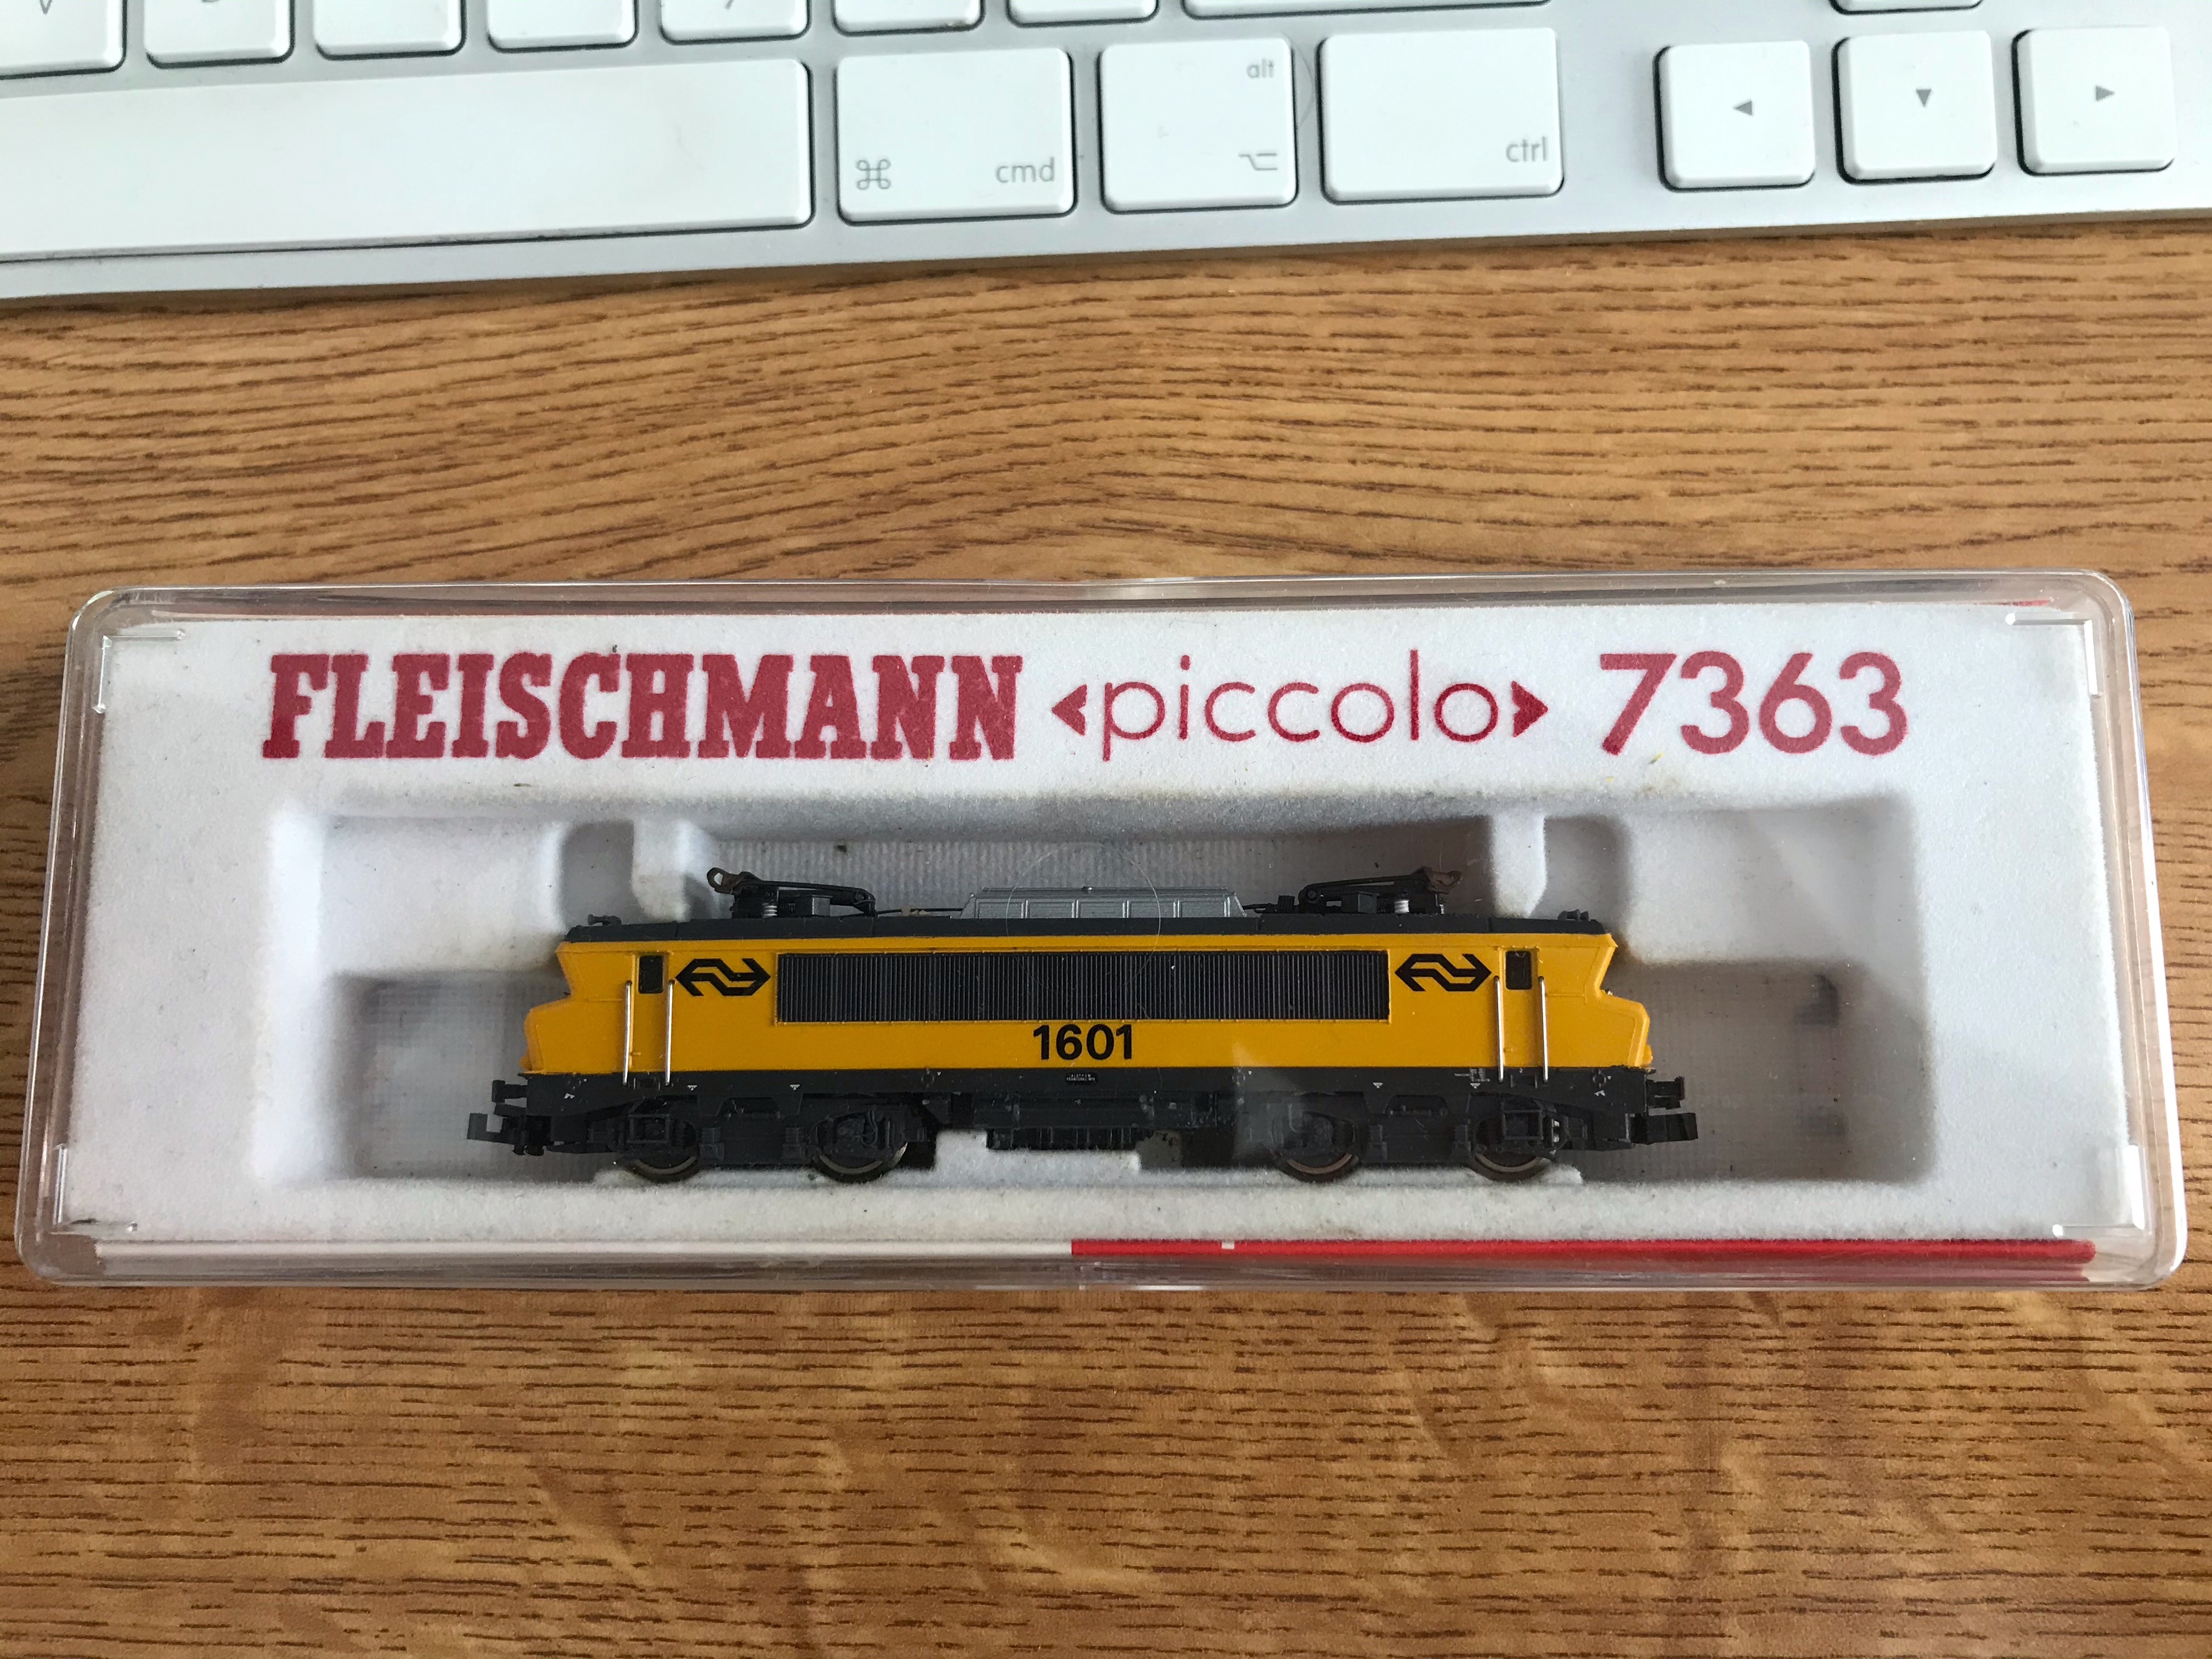 alt
cmd
ctrl
FLEISCHMANN ‹piccolo› 7363
1601